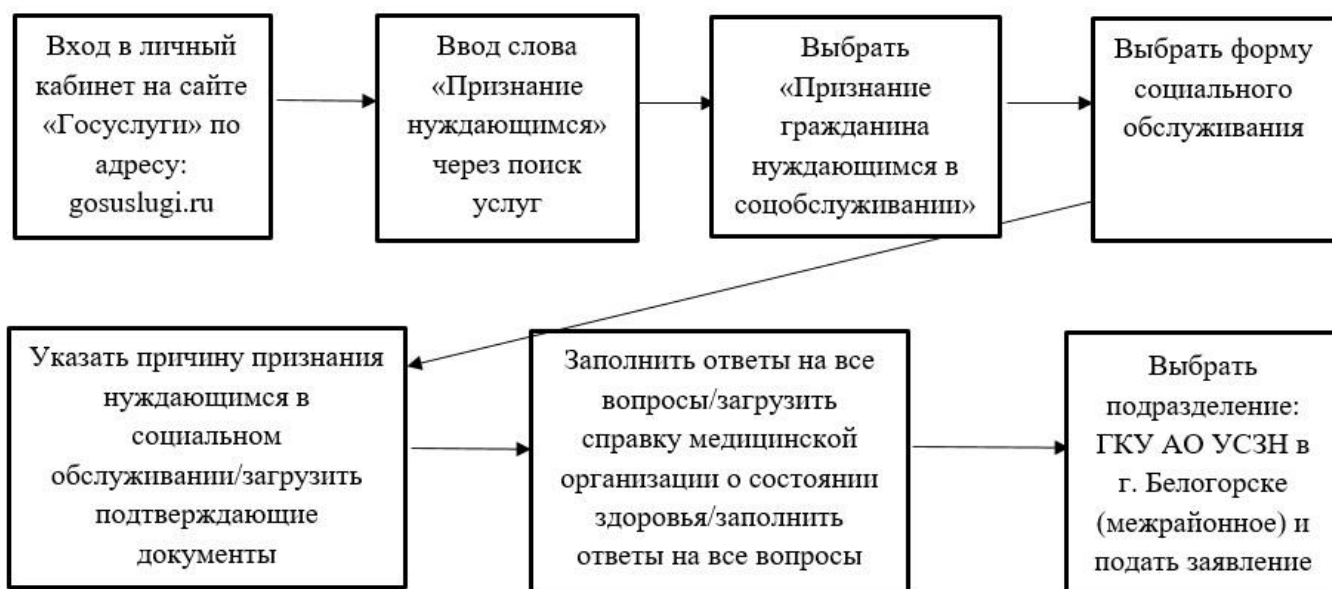 Вход в личный
кабинет на сайте
«Госуслуги» по
адресу:
gosuslugi.ru
Ввод слова
«Признание
нуждающимся»
через поиск
услуг
Выбрать
«Признание
гражданина
нуждающимся в
соцобслуживании»
Выбрать форму
социального
обслуживания
Указать причину признания
нуждающимся в
социальном
обслуживании/загрузить
подтверждающие
документы
Заполнить ответы на все
вопросы/загрузить
справку медицинской
организации о состоянии
здоровья/заполнить
ответы на все вопросы
Выбрать
подразделение:
ГКУ АО УСЗН в
г. Белогорске
(межрайонное) и
подать заявление